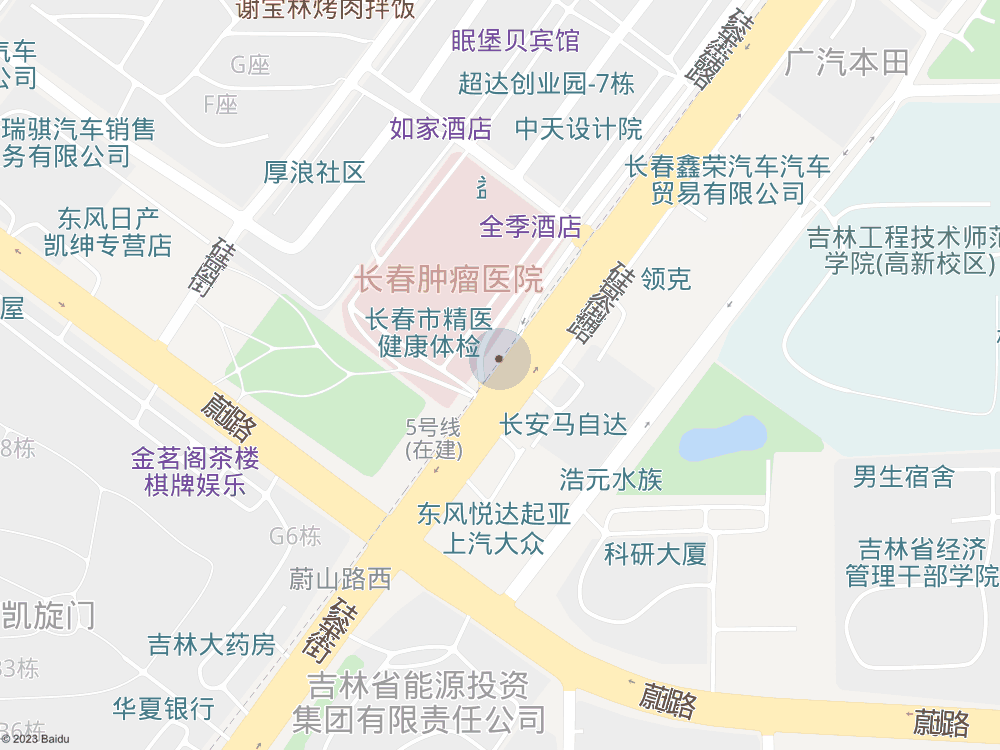 谢宝林烤肉拌饭
汽车
公司
眠堡贝宾馆
G座
广汽本田
超达创业园-7栋
F座
瑞骐汽车销售
务有限公司
如家酒店
中天设计院
厚浪社区
长春鑫荣汽车汽车
贸易有限公司
东风日产
凯绅专营店
全季酒店
吉林工程技术师范
学院(高新校区)
长春肿瘤医院
领克
屋
长春市精医
健康体检
蔚山路
5号线
(在建)
长安马自达
8栋
金茗阁茶楼
棋牌娱乐
浩元水族
男生宿舍
东风悦达起亚
上汽大众
G6栋
科研大厦
吉林省经济
管理干部学院
蔚山路西
凯旋门
吉林大药房
33栋
吉林省能源投资
集团有限责任公司
华夏银行
蔚山路
蔚山路
36栋
© 2023 Baidu